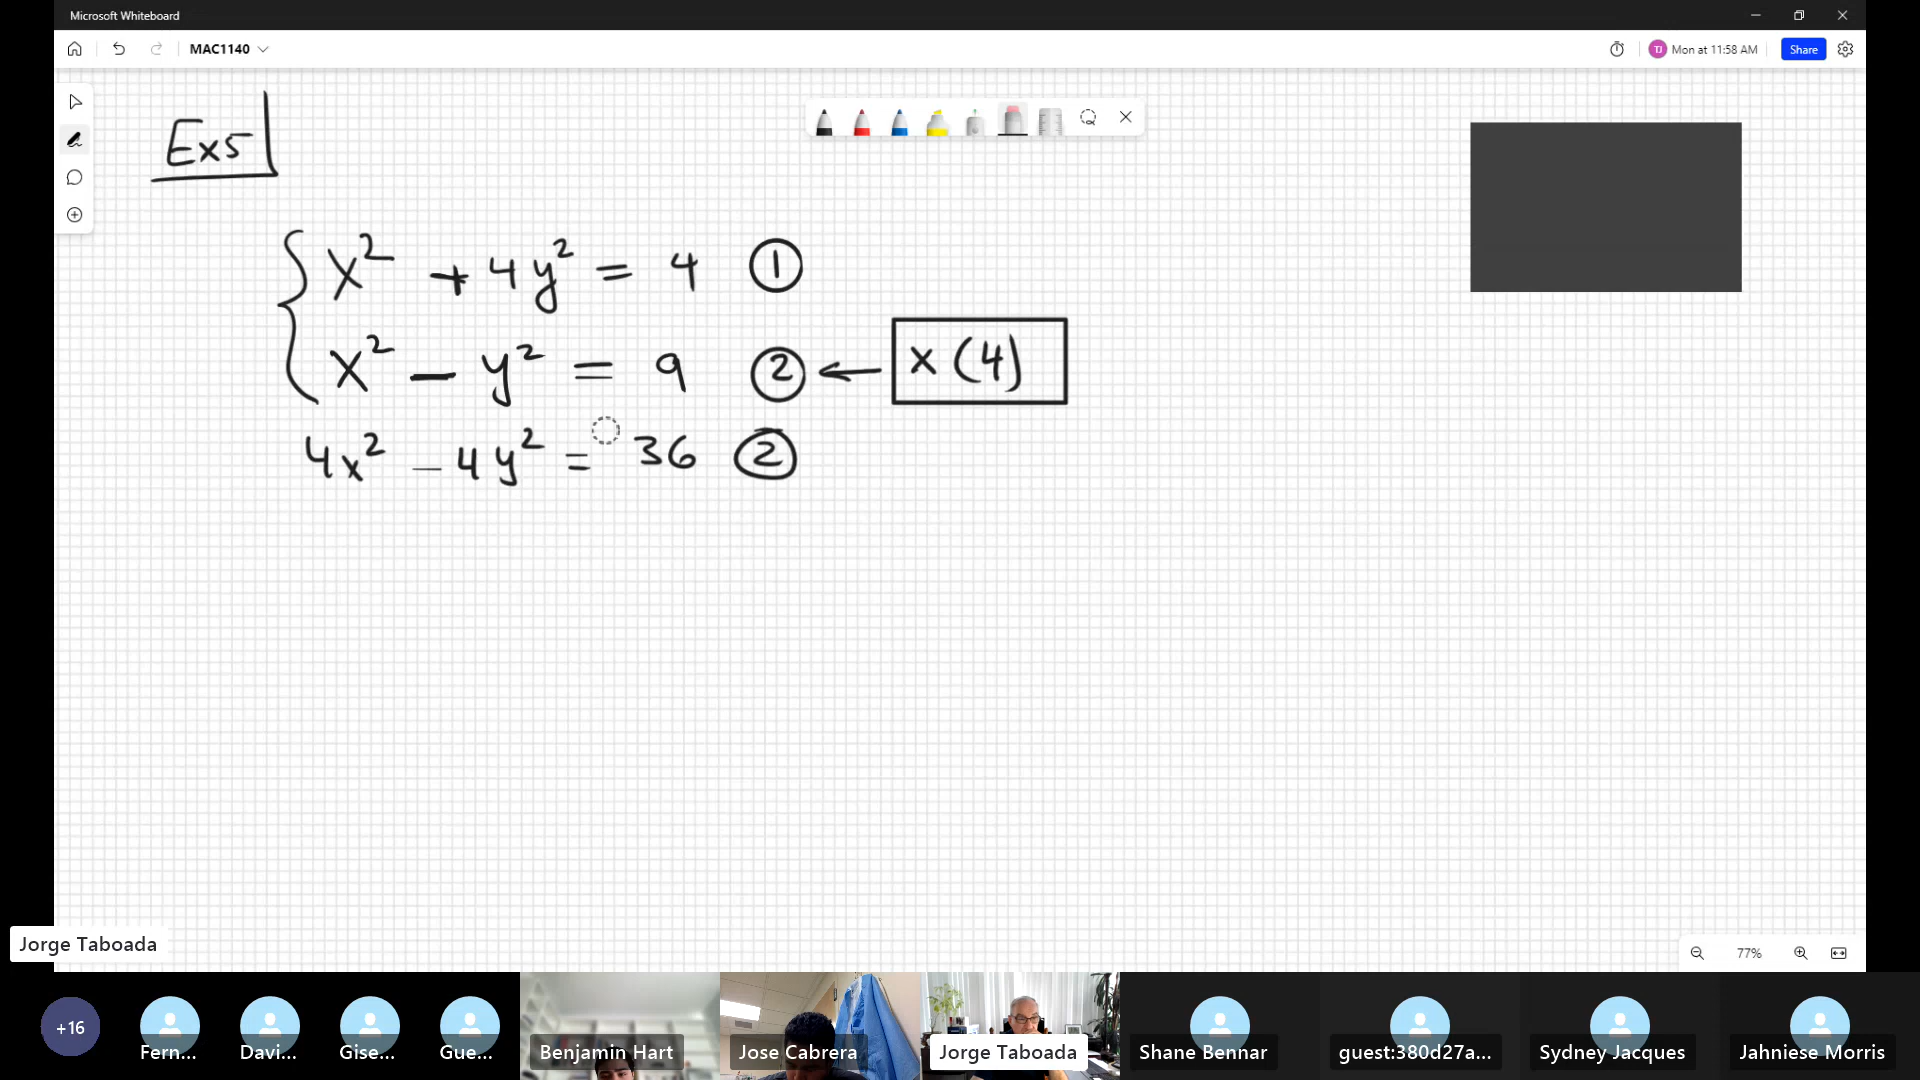 Microsoft Whiteboard
MAC1140
TJ Mon at 11:58 AM Share
Ex5
x² + 4y² = 4 ①
x² - y² = 9 ② ← x (4)
4x² - 4y² = 36 ②
77%
Jorge Taboada
+16 Fern... Davi... Gise... Gue... Benjamin Hart Jose Cabrera Jorge Taboada Shane Bennar guest:380d27a... Sydney Jacques Jahniese Morris